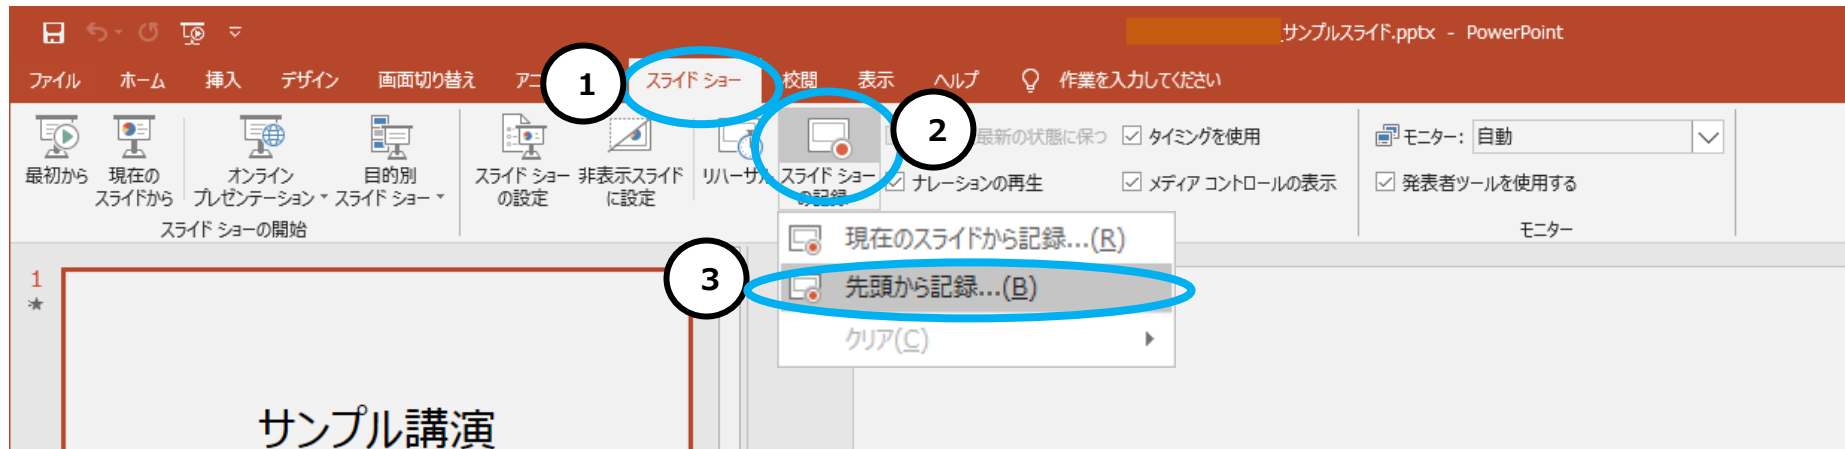 サンプルスライド.pptx - PowerPoint
ファイル ホーム 挿入 デザイン 画面切り替え スライド ショー 校閲 表示 ヘルプ 作業を入力してください
1
2
最新の状態に保つ タイミングを使用
モニター: 自動
最初から 現在の スライドから
オンライン プレゼンテーション
目的別 スライド ショー
スライド ショー の設定
非表示スライド に設定
リハーサル
スライド ショー の記録
ナレーションの再生 メディア コントロールの表示
発表者ツールを使用する
スライド ショーの開始
モニター
現在のスライドから記録...(R)
3
先頭から記録...(B)
クリア(C)
1
サンプル講演